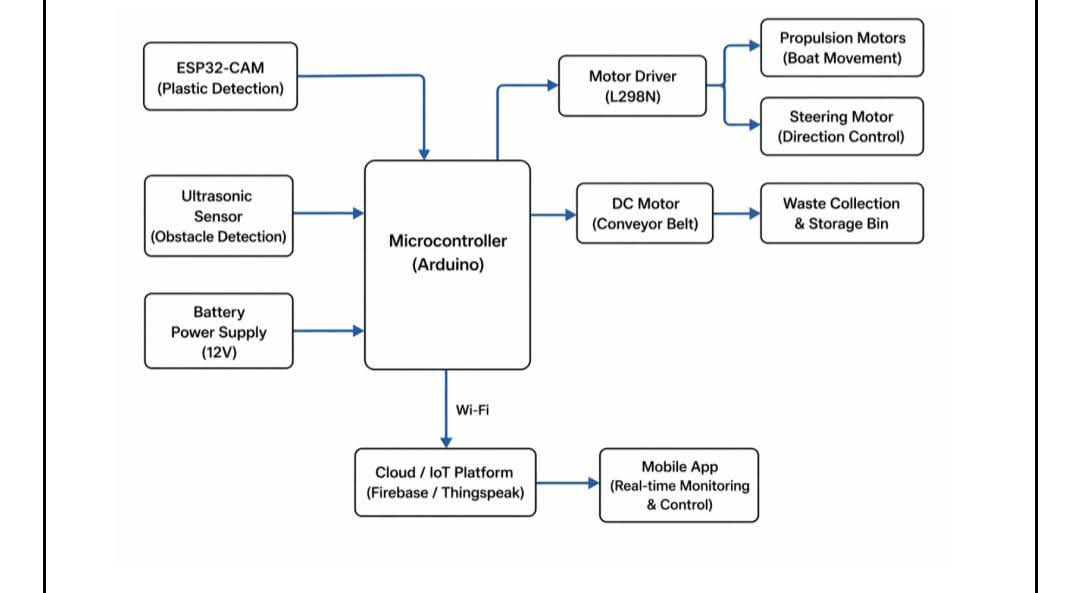 ESP32-CAM
(Plastic Detection)
Ultrasonic
Sensor
(Obstacle Detection)
Battery
Power Supply
(12V)
Microcontroller
(Arduino)
Motor Driver
(L298N)
Propulsion Motors
(Boat Movement)
Steering Motor
(Direction Control)
DC Motor
(Conveyor Belt)
Waste Collection
& Storage Bin
Wi-Fi
Cloud / IoT Platform
(Firebase / Thingspeak)
Mobile App
(Real-time Monitoring
& Control)